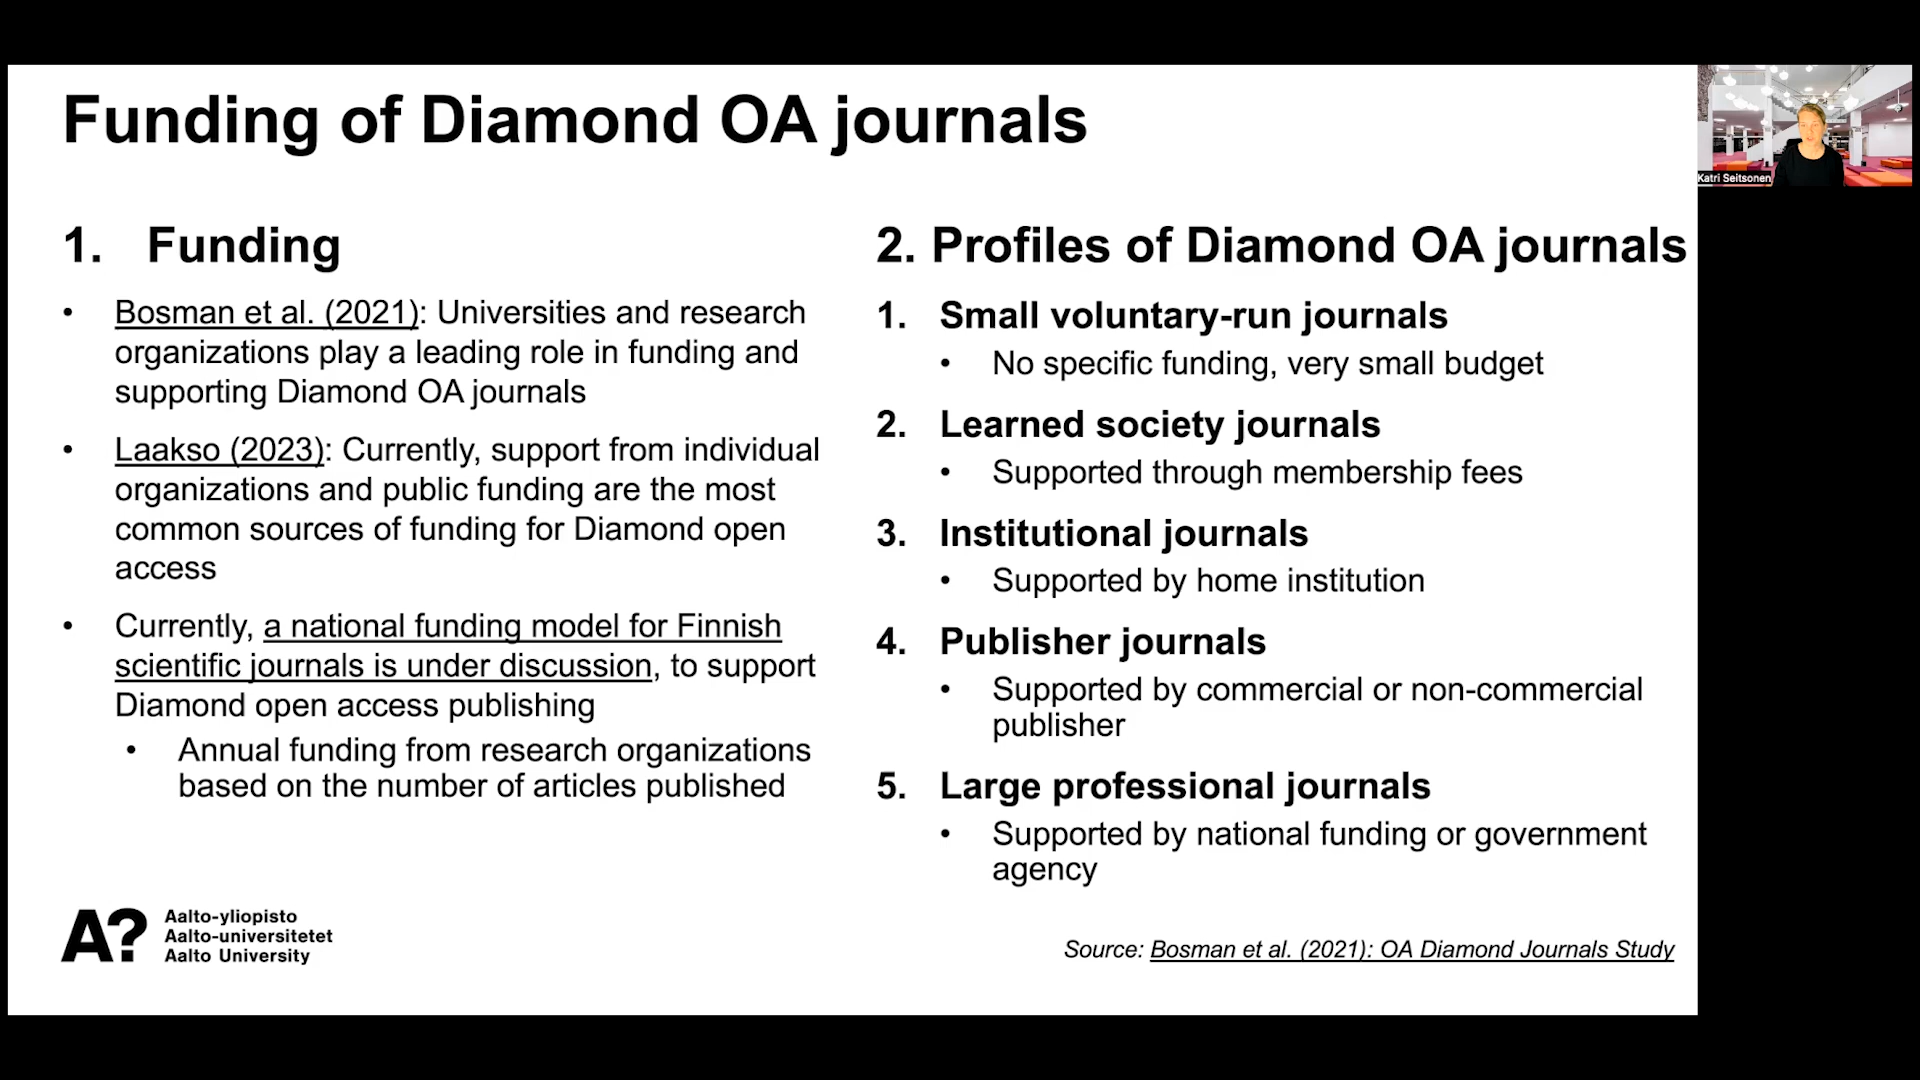 Funding of Diamond OA journals
1. Funding
• Bosman et al. (2021): Universities and research
organizations play a leading role in funding and
supporting Diamond OA journals
• Laakso (2023): Currently, support from individual
organizations and public funding are the most
common sources of funding for Diamond open
access
• Currently, a national funding model for Finnish
scientific journals is under discussion, to support
Diamond open access publishing
• Annual funding from research organizations
based on the number of articles published
2. Profiles of Diamond OA journals
1. Small voluntary-run journals
• No specific funding, very small budget
2. Learned society journals
• Supported through membership fees
3. Institutional journals
• Supported by home institution
4. Publisher journals
• Supported by commercial or non-commercial
publisher
5. Large professional journals
• Supported by national funding or government
agency
A?
Aalto-yliopisto
Aalto-universitetet
Aalto University
Source: Bosman et al. (2021): OA Diamond Journals Study
Katri Seitsonen